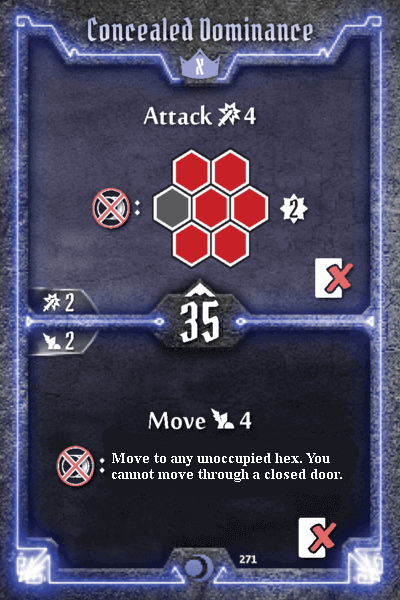 Concealed Dominance
X
Attack 4
:
2
2
35
2
Move 4
: Move to any unoccupied hex. You
cannot move through a closed door.
271